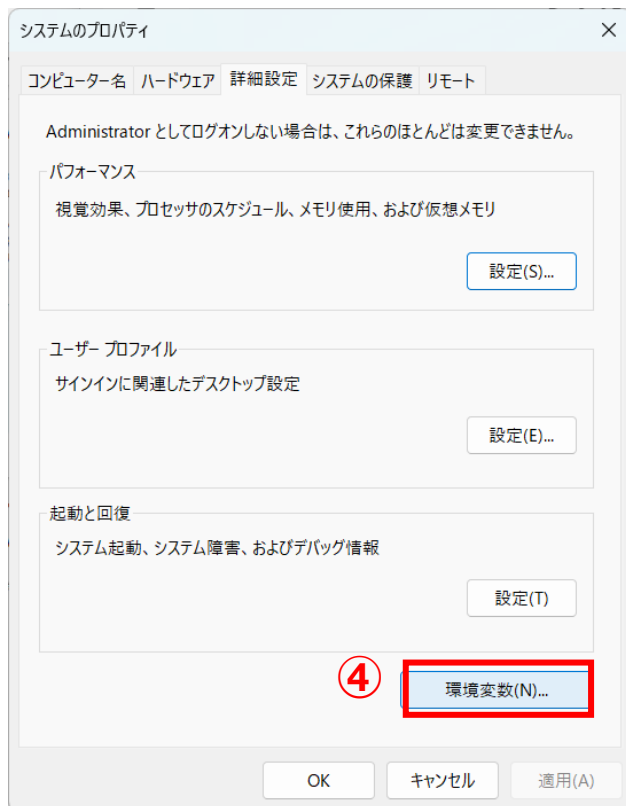 システムのプロパティ
コンピューター名 ハードウェア 詳細設定 システムの保護 リモート
Administrator としてログオンしない場合は、これらのほとんどは変更できません。
パフォーマンス
視覚効果、プロセッサのスケジュール、メモリ使用、および仮想メモリ
設定(S)...
ユーザー プロファイル
サインインに関連したデスクトップ設定
設定(E)...
起動と回復
システム起動、システム障害、およびデバッグ情報
設定(T)
④ 環境変数(N)...
OK キャンセル 適用(A)